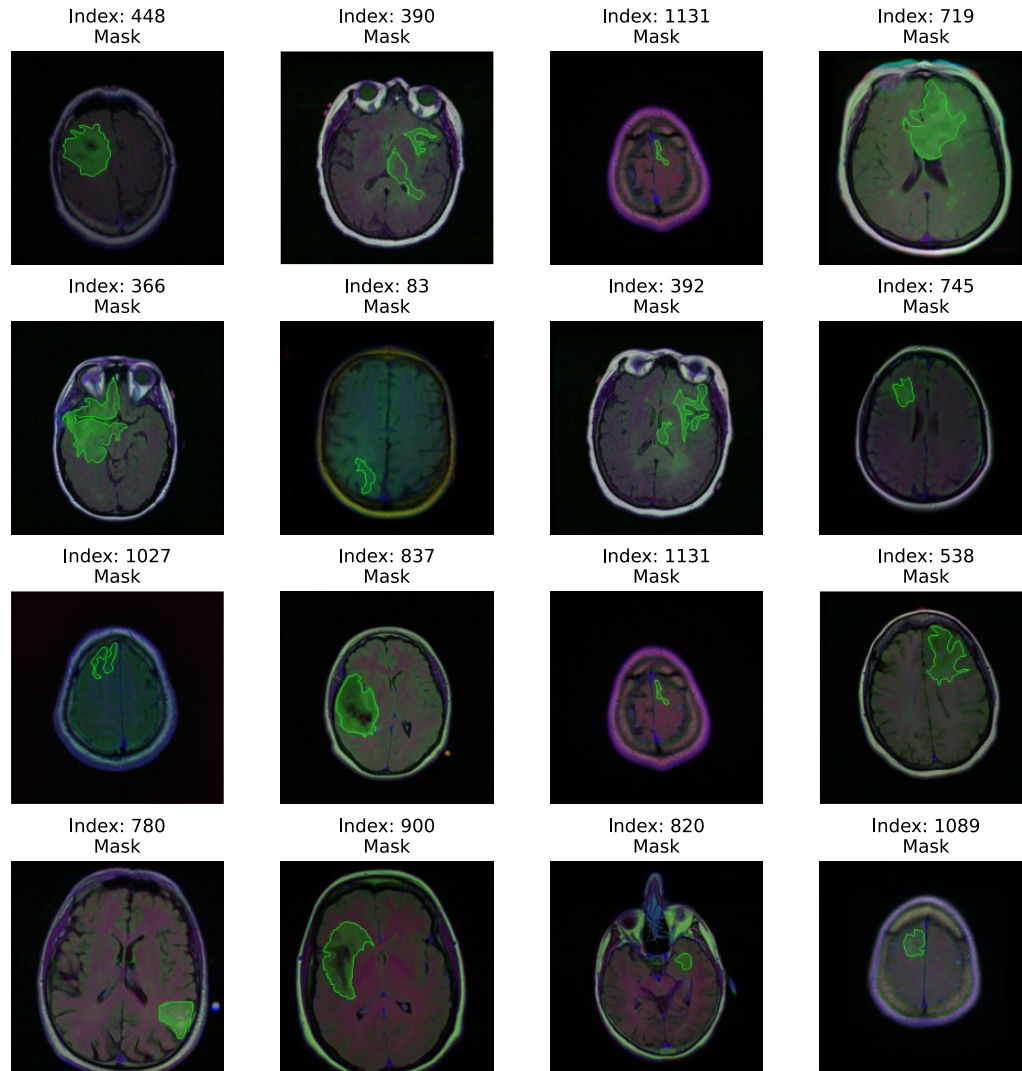 Index: 448
Mask
Index: 390
Mask
Index: 1131
Mask
Index: 719
Mask
Index: 366
Mask
Index: 83
Mask
Index: 392
Mask
Index: 745
Mask
Index: 1027
Mask
Index: 837
Mask
Index: 1131
Mask
Index: 538
Mask
Index: 780
Mask
Index: 900
Mask
Index: 820
Mask
Index: 1089
Mask